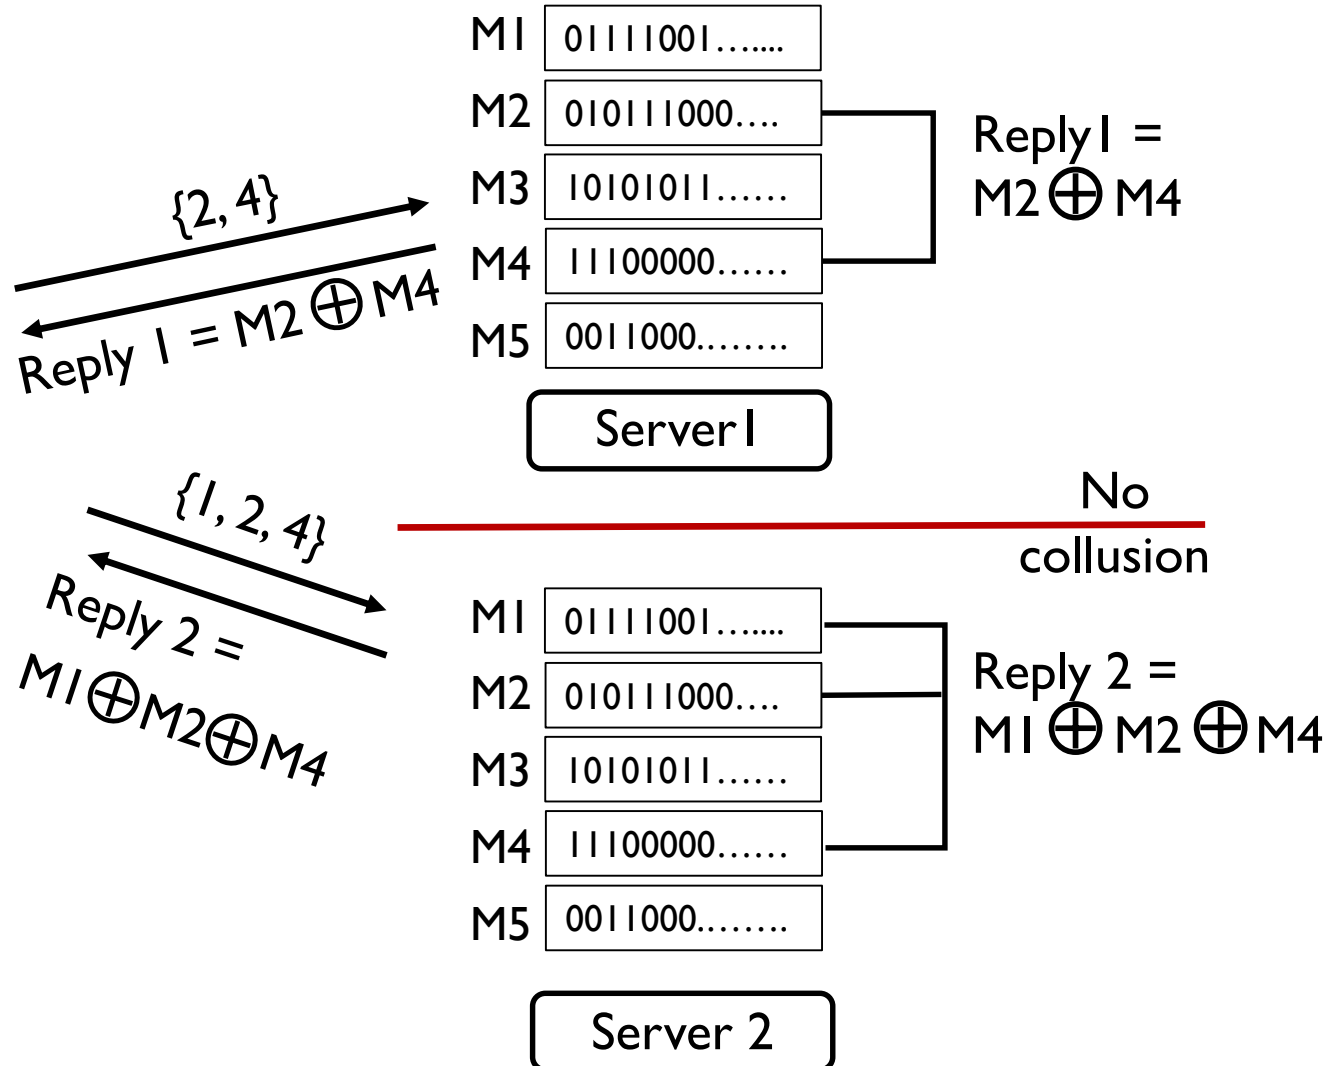 M1 01111001…....
M2 010111000….
M3 10101011……
M4 11100000……
M5 0011000.…….
Server1
{2, 4}
Reply 1 = M2 ⊕ M4
Reply1 =
M2 ⊕ M4
No
collusion
{1, 2, 4}
Reply 2 =
M1⊕M2⊕M4
M1 01111001…....
M2 010111000….
M3 10101011……
M4 11100000……
M5 0011000.…….
Reply 2 =
M1 ⊕ M2 ⊕ M4
Server 2